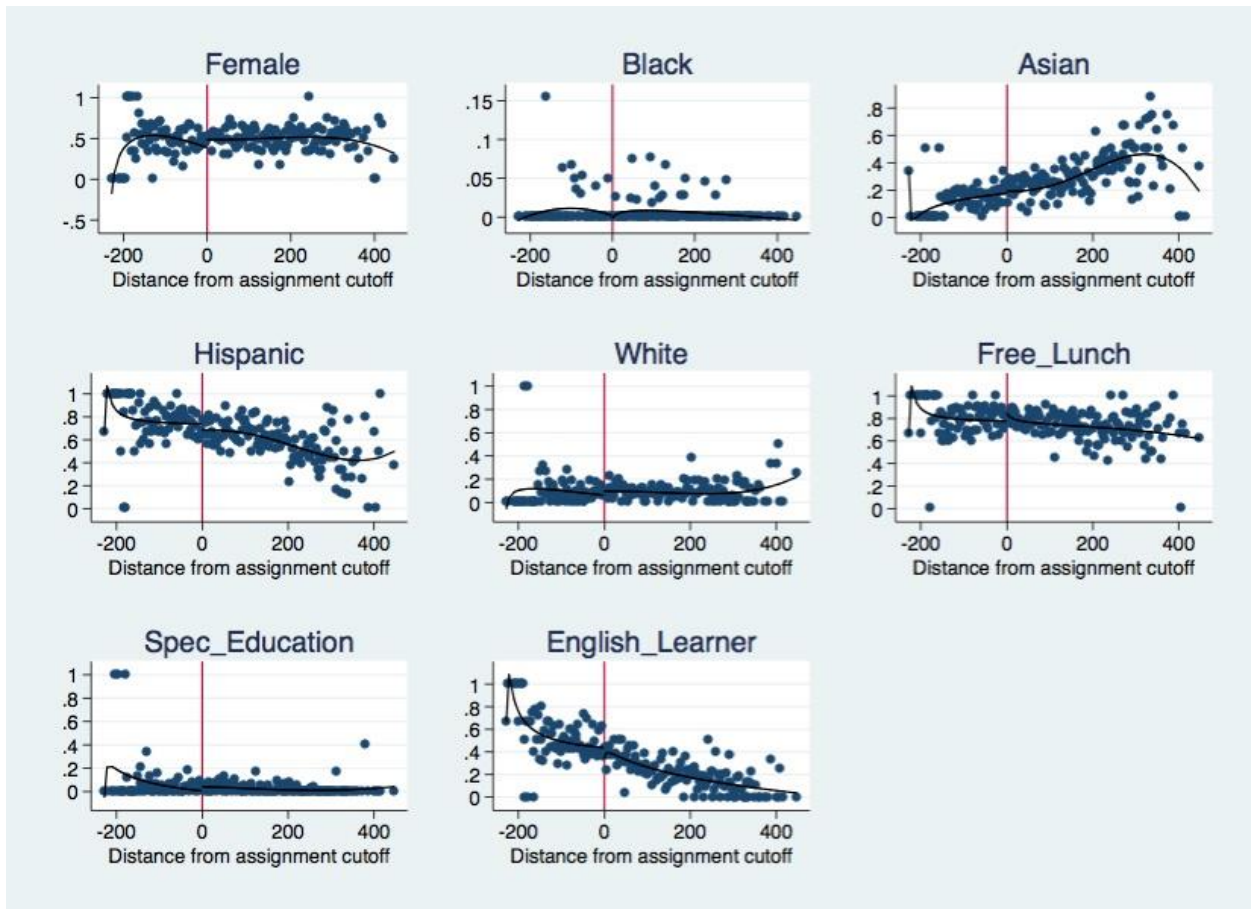 Female
1
.5
0
-.5
-200 0 200 400
Distance from assignment cutoff
Black
.15
.1
.05
0
-200 0 200 400
Distance from assignment cutoff
Asian
.8
.6
.4
.2
0
-200 0 200 400
Distance from assignment cutoff
Hispanic
1
.8
.6
.4
.2
0
-200 0 200 400
Distance from assignment cutoff
White
1
.8
.6
.4
.2
0
-200 0 200 400
Distance from assignment cutoff
Free_Lunch
1
.8
.6
.4
.2
0
-200 0 200 400
Distance from assignment cutoff
Spec_Education
1
.8
.6
.4
.2
0
-200 0 200 400
Distance from assignment cutoff
English_Learner
1
.8
.6
.4
.2
0
-200 0 200 400
Distance from assignment cutoff